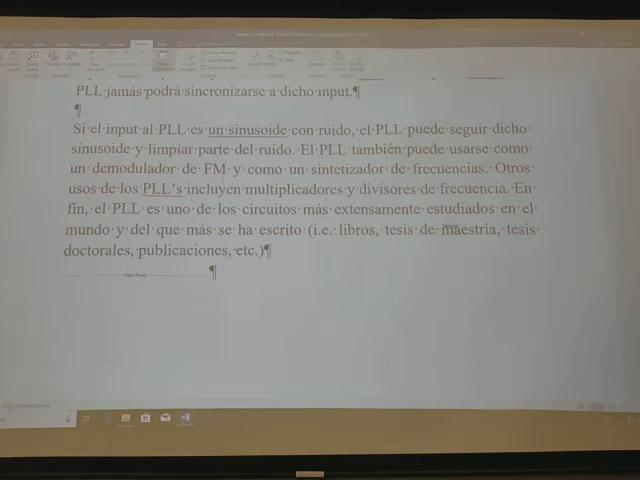 PLL jamás podrá sincronizarse a dicho input.¶
¶
Si el input al PLL es un sinusoide con ruido, el PLL puede seguir dicho
sinusoide y limpiar parte del ruido. El PLL también puede usarse como
un demodulador de FM y como un sintetizador de frecuencias. Otros
usos de los PLL's incluyen multiplicadores y divisores de frecuencia. En
fin, el PLL es uno de los circuitos más extensamente estudiados en el
mundo y del que más se ha escrito (i.e. libros, tesis de maestría, tesis
doctorales, publicaciones, etc.)¶
Page Break ¶